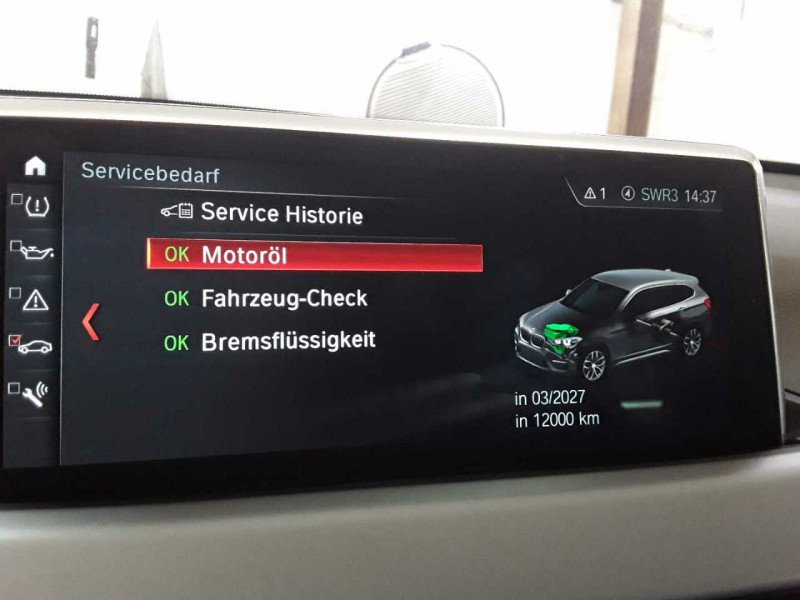 Servicebedarf
1 SWR3 14:37
Service Historie
OK Motoröl
OK Fahrzeug-Check
OK Bremsflüssigkeit
in 03/2027
in 12000 km